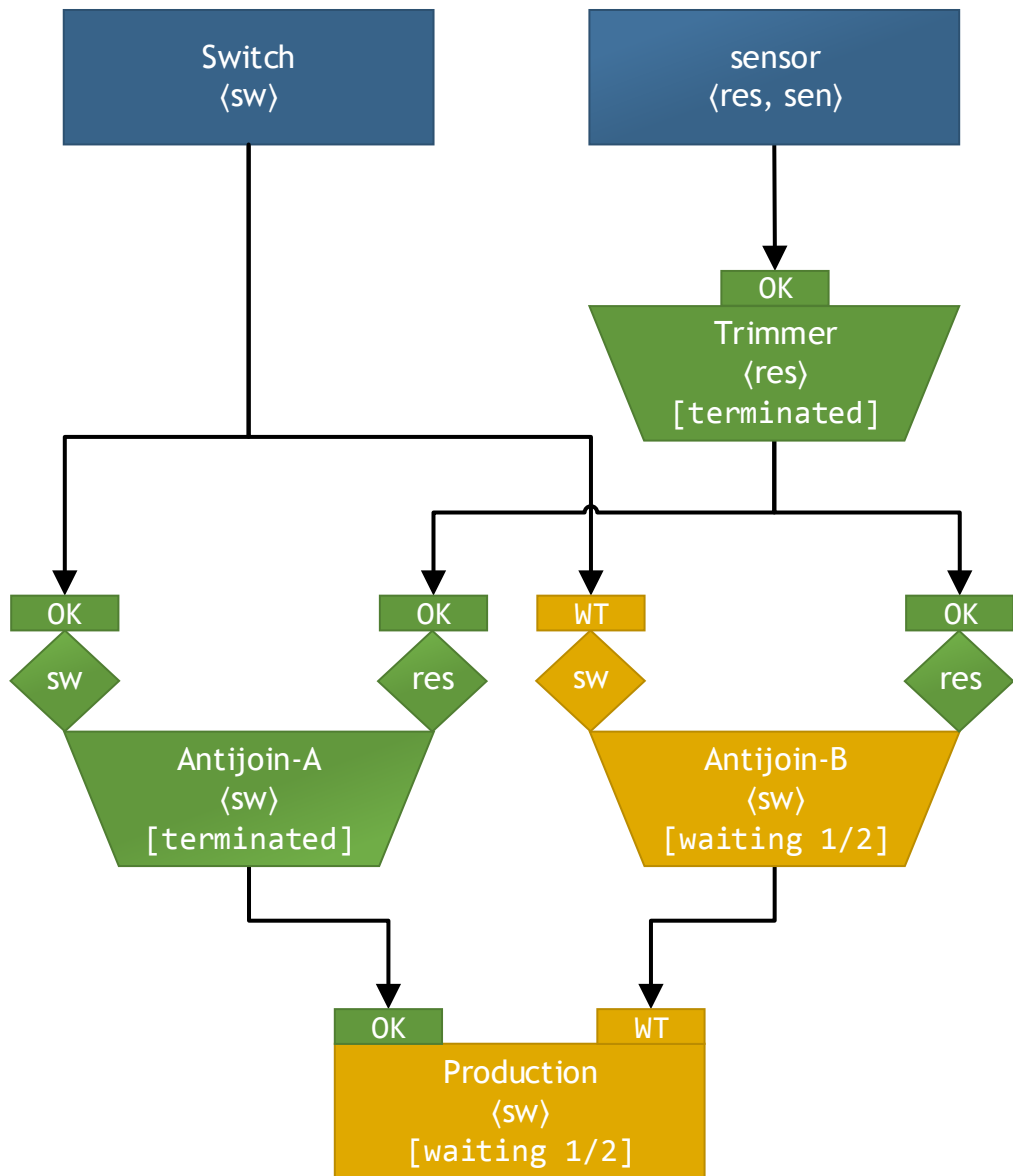 Switch
⟨sw⟩
sensor
⟨res, sen⟩
OK
Trimmer
⟨res⟩
[terminated]
OK
OK
WT
OK
sw
res
sw
res
Antijoin-A
⟨sw⟩
[terminated]
Antijoin-B
⟨sw⟩
[waiting 1/2]
OK
WT
Production
⟨sw⟩
[waiting 1/2]